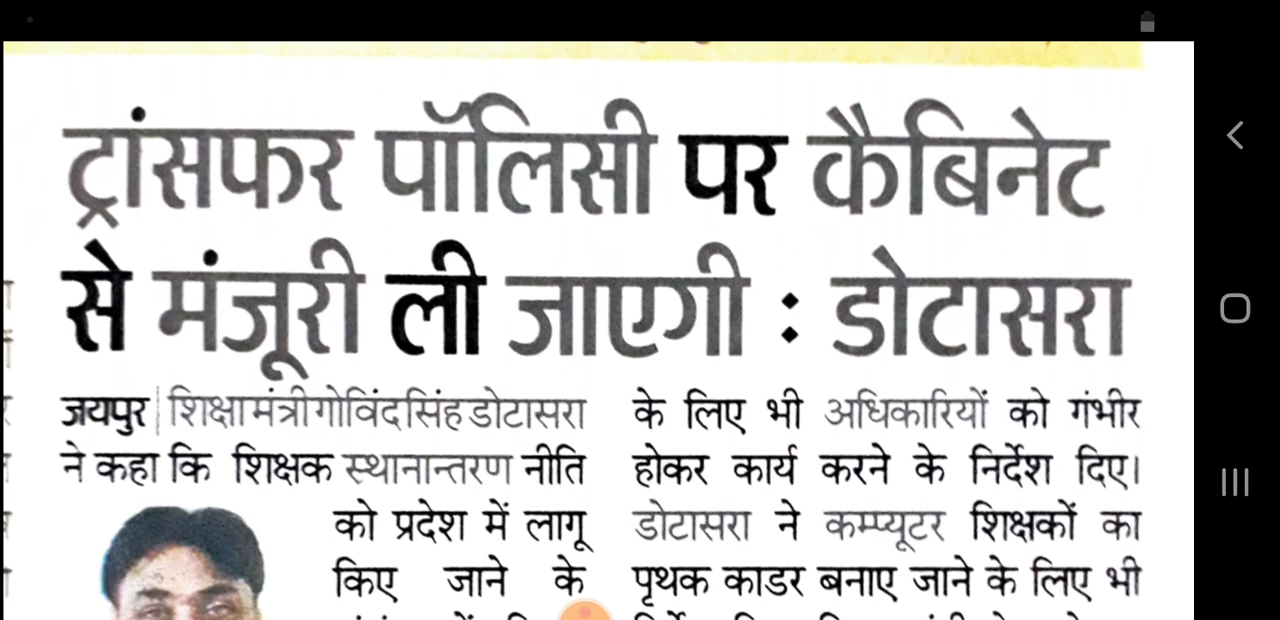 ट्रांसफर पॉलिसी पर कैबिनेट
से मंजूरी ली जाएगी : डोटासरा
जयपुर | शिक्षा मंत्री गोविंद सिंह डोटासरा
ने कहा कि शिक्षक स्थानान्तरण नीति
को प्रदेश में लागू
किए जाने के
के लिए भी अधिकारियों को गंभीर
होकर कार्य करने के निर्देश दिए।
डोटासरा ने कम्प्यूटर शिक्षकों का
पृथक काडर बनाए जाने के लिए भी